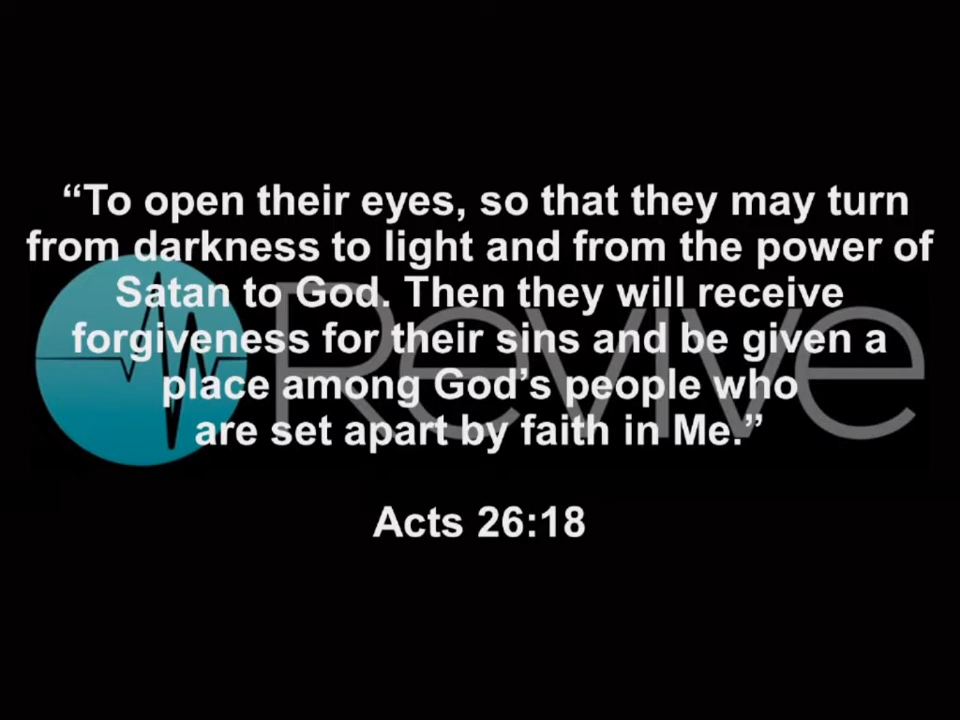 “To open their eyes, so that they may turn
from darkness to light and from the power of
Satan to God. Then they will receive
forgiveness for their sins and be given a
place among God’s people who
are set apart by faith in Me.”
Acts 26:18
Revive